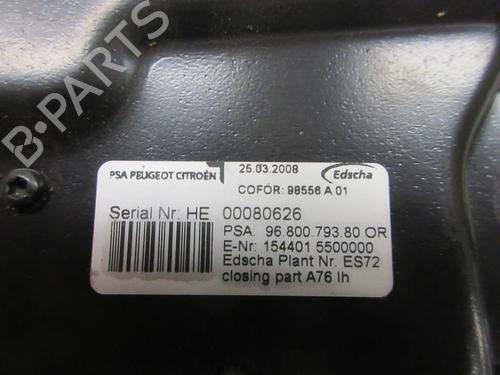 B-PARTS
PSA PEUGEOT CITROËN
25.03.2008
Edscha
COFOR: 98556 A 01
Serial Nr: HE 00080626
PSA: 96.800.793.80 OR
E-Nr: 154401 5500000
Edscha Plant Nr. ES72
closing part A76 lh